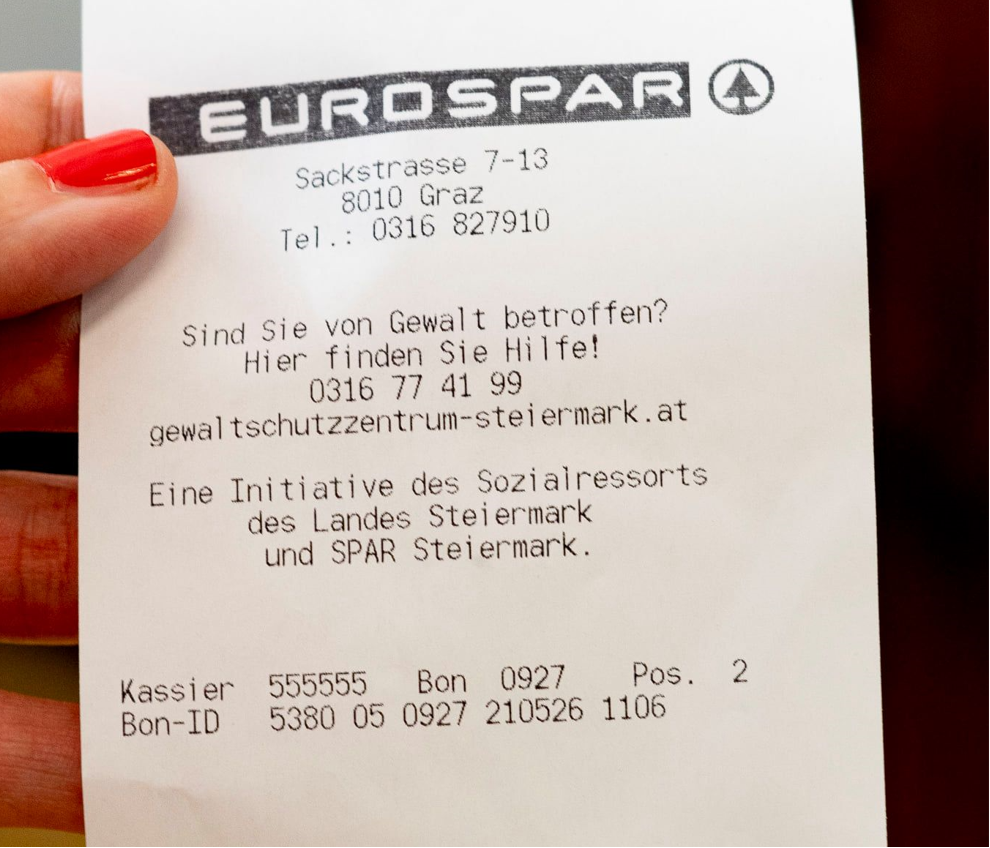 EUROSPAR
Sackstrasse 7-13
8010 Graz
Tel.: 0316 827910
Sind Sie von Gewalt betroffen?
Hier finden Sie Hilfe!
0316 77 41 99
gewaltschutzzentrum-steiermark.at
Eine Initiative des Sozialressorts
des Landes Steiermark
und SPAR Steiermark.
Kassier 555555 Bon 0927 Pos. 2
Bon-ID 5380 05 0927 210526 1106